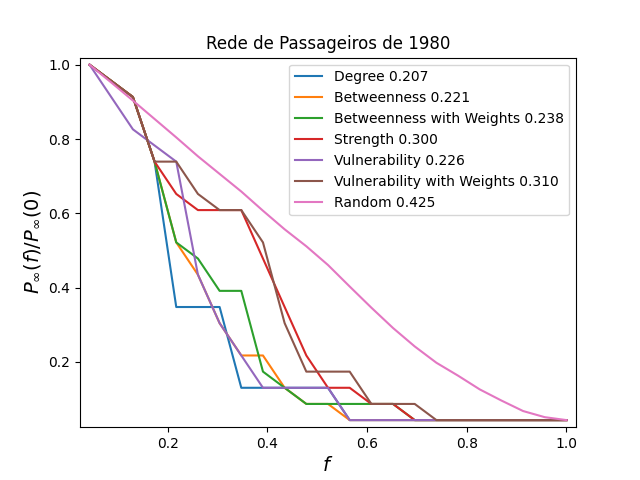 Rede de Passageiros de 1980
Degree 0.207
Betweenness 0.221
Betweenness with Weights 0.238
Strength 0.300
Vulnerability 0.226
Vulnerability with Weights 0.310
Random 0.425
P∞(f)/P∞(0)
1.0
0.8
0.6
0.4
0.2
0.2 0.4 0.6 0.8 1.0
f